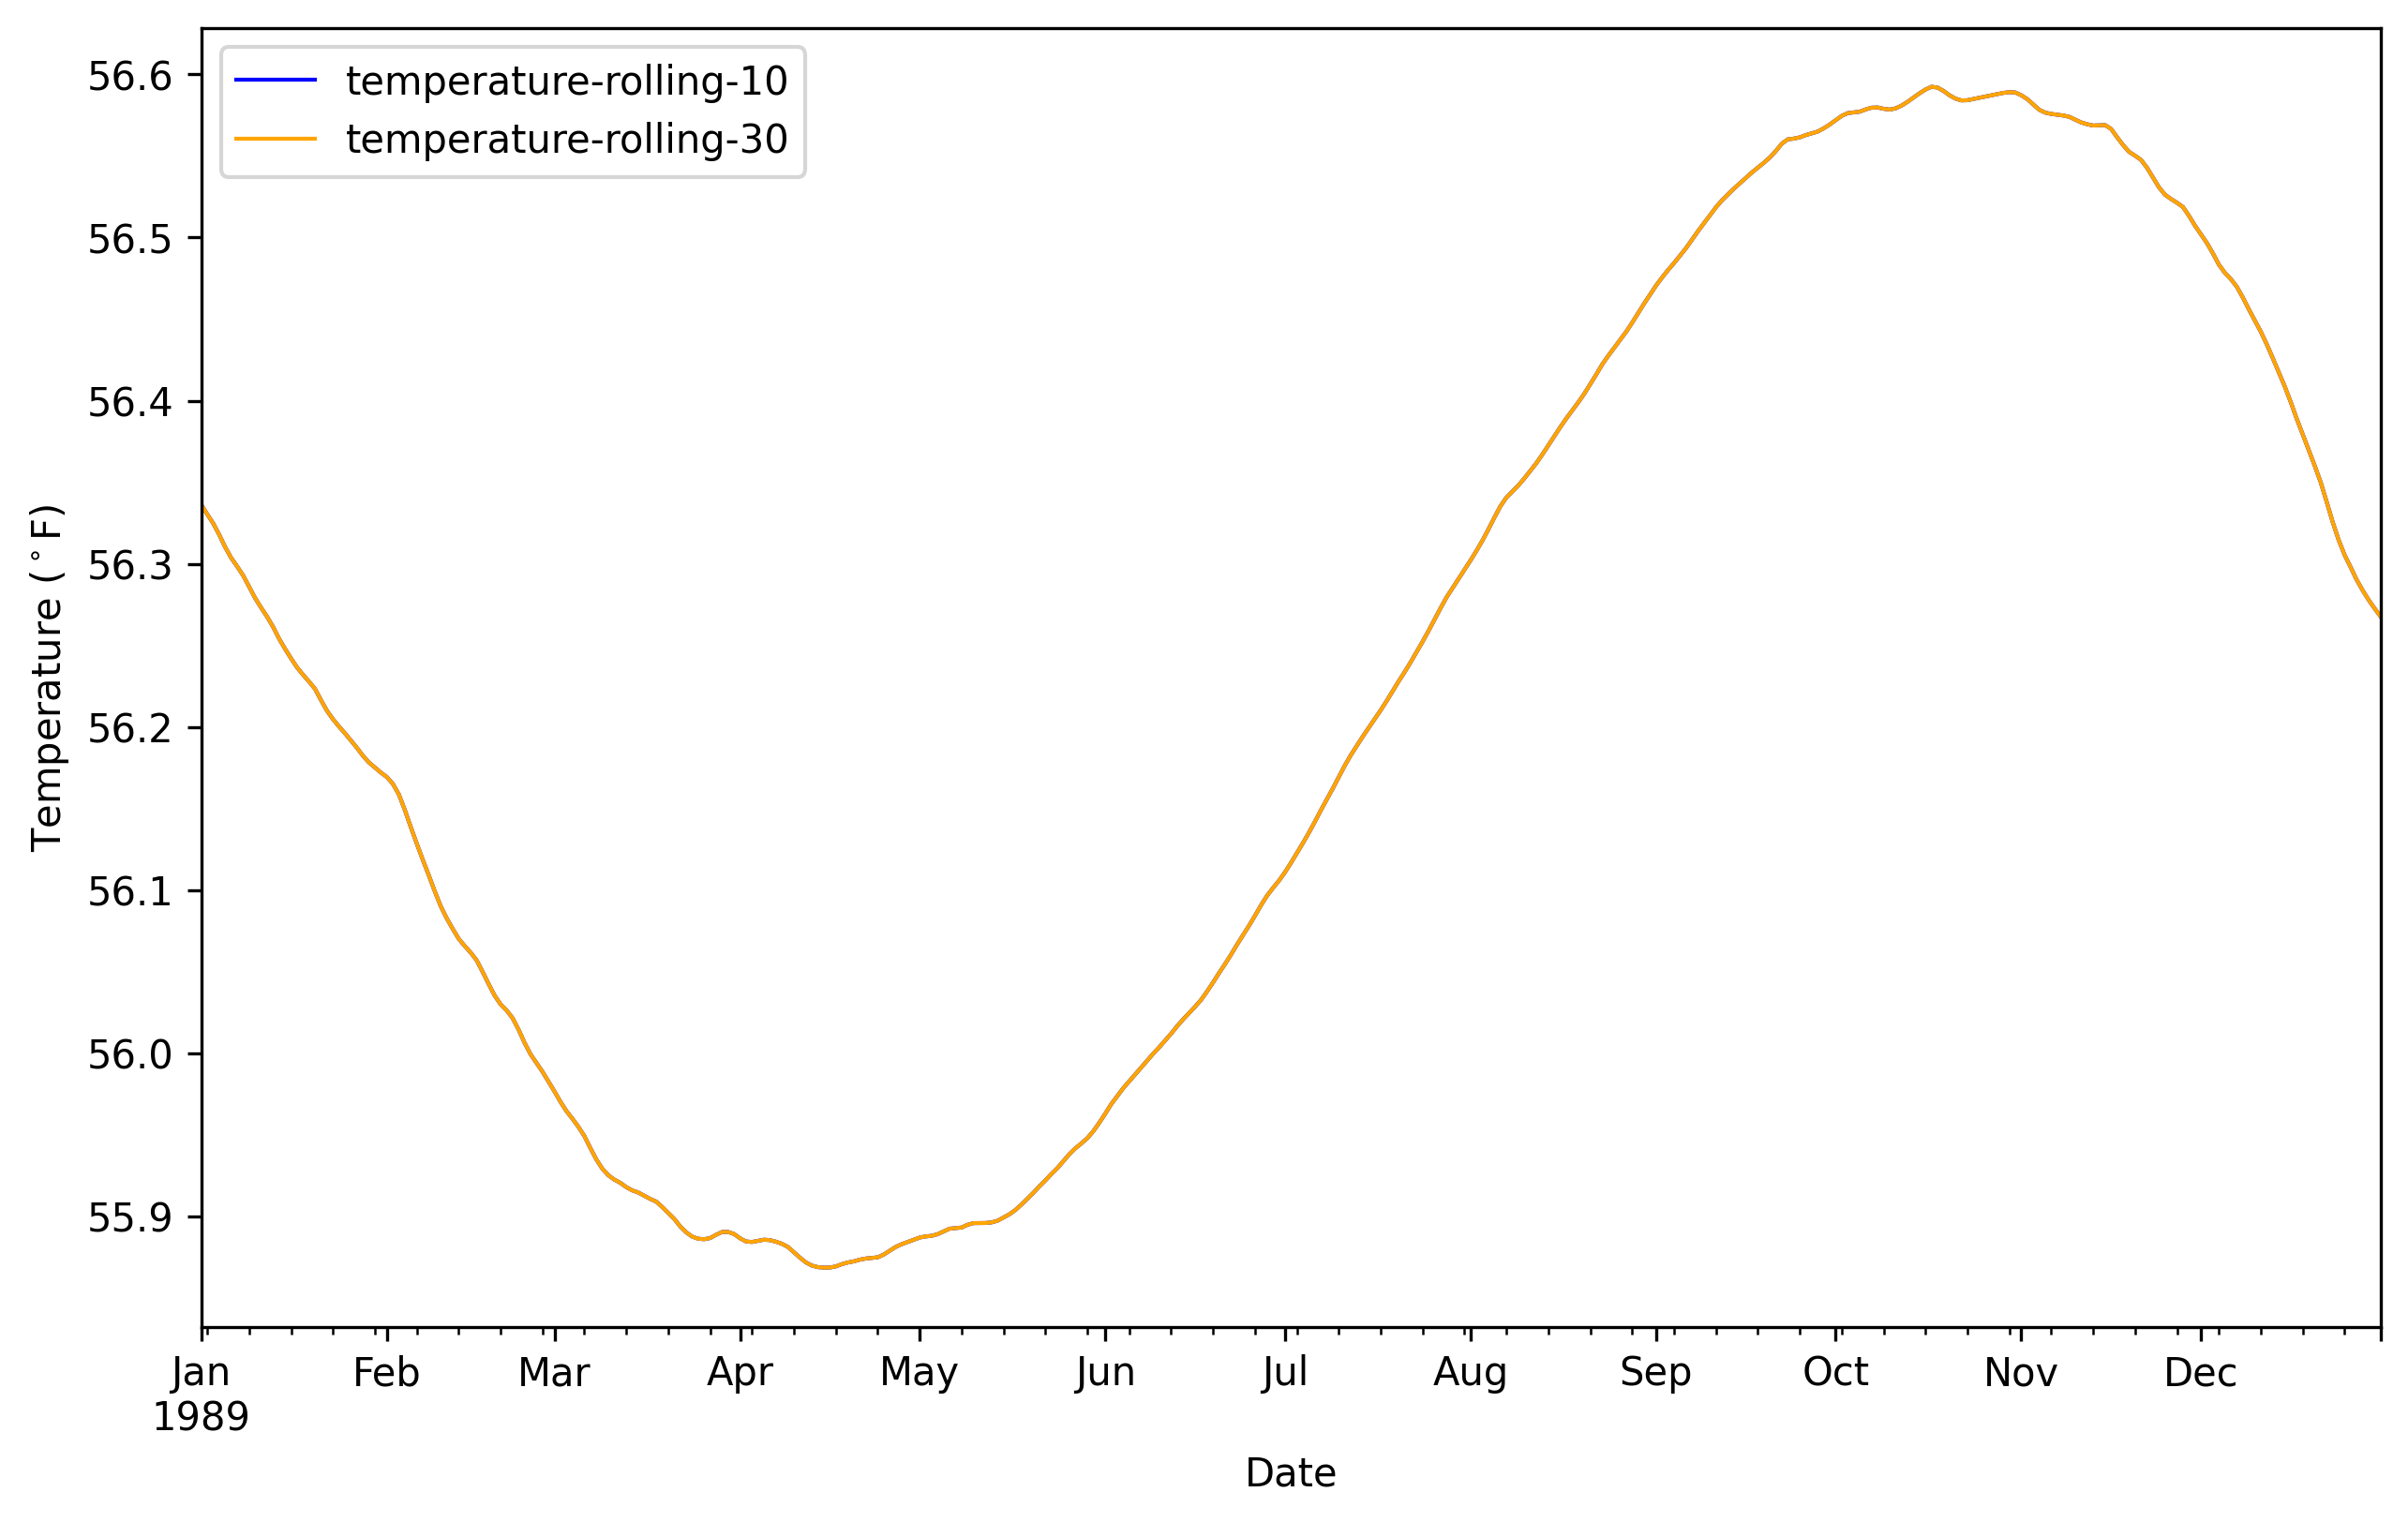 temperature-rolling-10
temperature-rolling-30
56.6
56.5
56.4
56.3
56.2
56.1
56.0
55.9
Temperature (°F)
Jan Feb Mar Apr May Jun Jul Aug Sep Oct Nov Dec
1989
Date